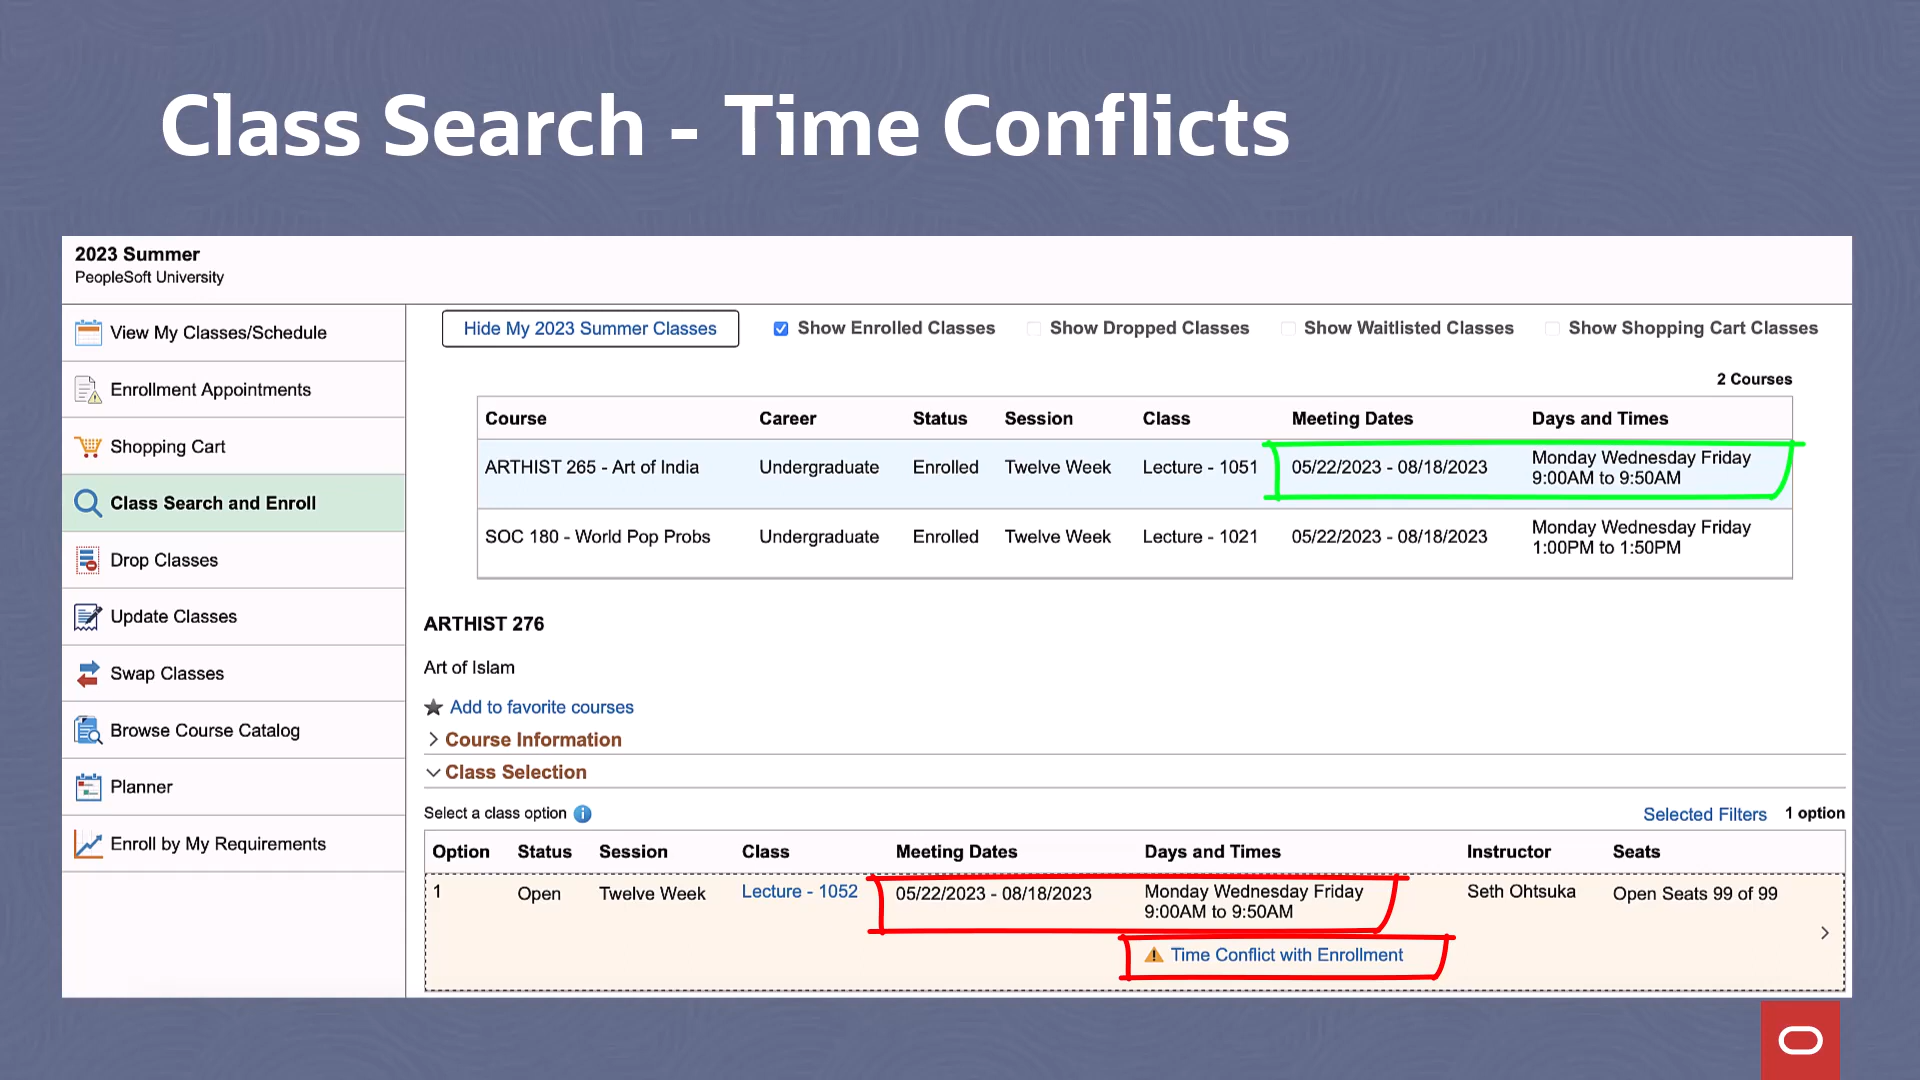 Class Search - Time Conflicts
2023 Summer
PeopleSoft University
View My Classes/Schedule
Enrollment Appointments
Shopping Cart
Class Search and Enroll
Drop Classes
Update Classes
Swap Classes
Browse Course Catalog
Planner
Enroll by My Requirements
Hide My 2023 Summer Classes Show Enrolled Classes Show Dropped Classes Show Waitlisted Classes Show Shopping Cart Classes
2 Courses
Course Career Status Session Class Meeting Dates Days and Times
ARTHIST 265 - Art of India Undergraduate Enrolled Twelve Week Lecture - 1051 05/22/2023 - 08/18/2023 Monday Wednesday Friday
9:00AM to 9:50AM
SOC 180 - World Pop Probs Undergraduate Enrolled Twelve Week Lecture - 1021 05/22/2023 - 08/18/2023 Monday Wednesday Friday
1:00PM to 1:50PM
ARTHIST 276
Art of Islam
Add to favorite courses
Course Information
Class Selection
Select a class option Selected Filters 1 option
Option Status Session Class Meeting Dates Days and Times Instructor Seats
1 Open Twelve Week Lecture - 1052 05/22/2023 - 08/18/2023 Monday Wednesday Friday Seth Ohtsuka Open Seats 99 of 99
9:00AM to 9:50AM
Time Conflict with Enrollment